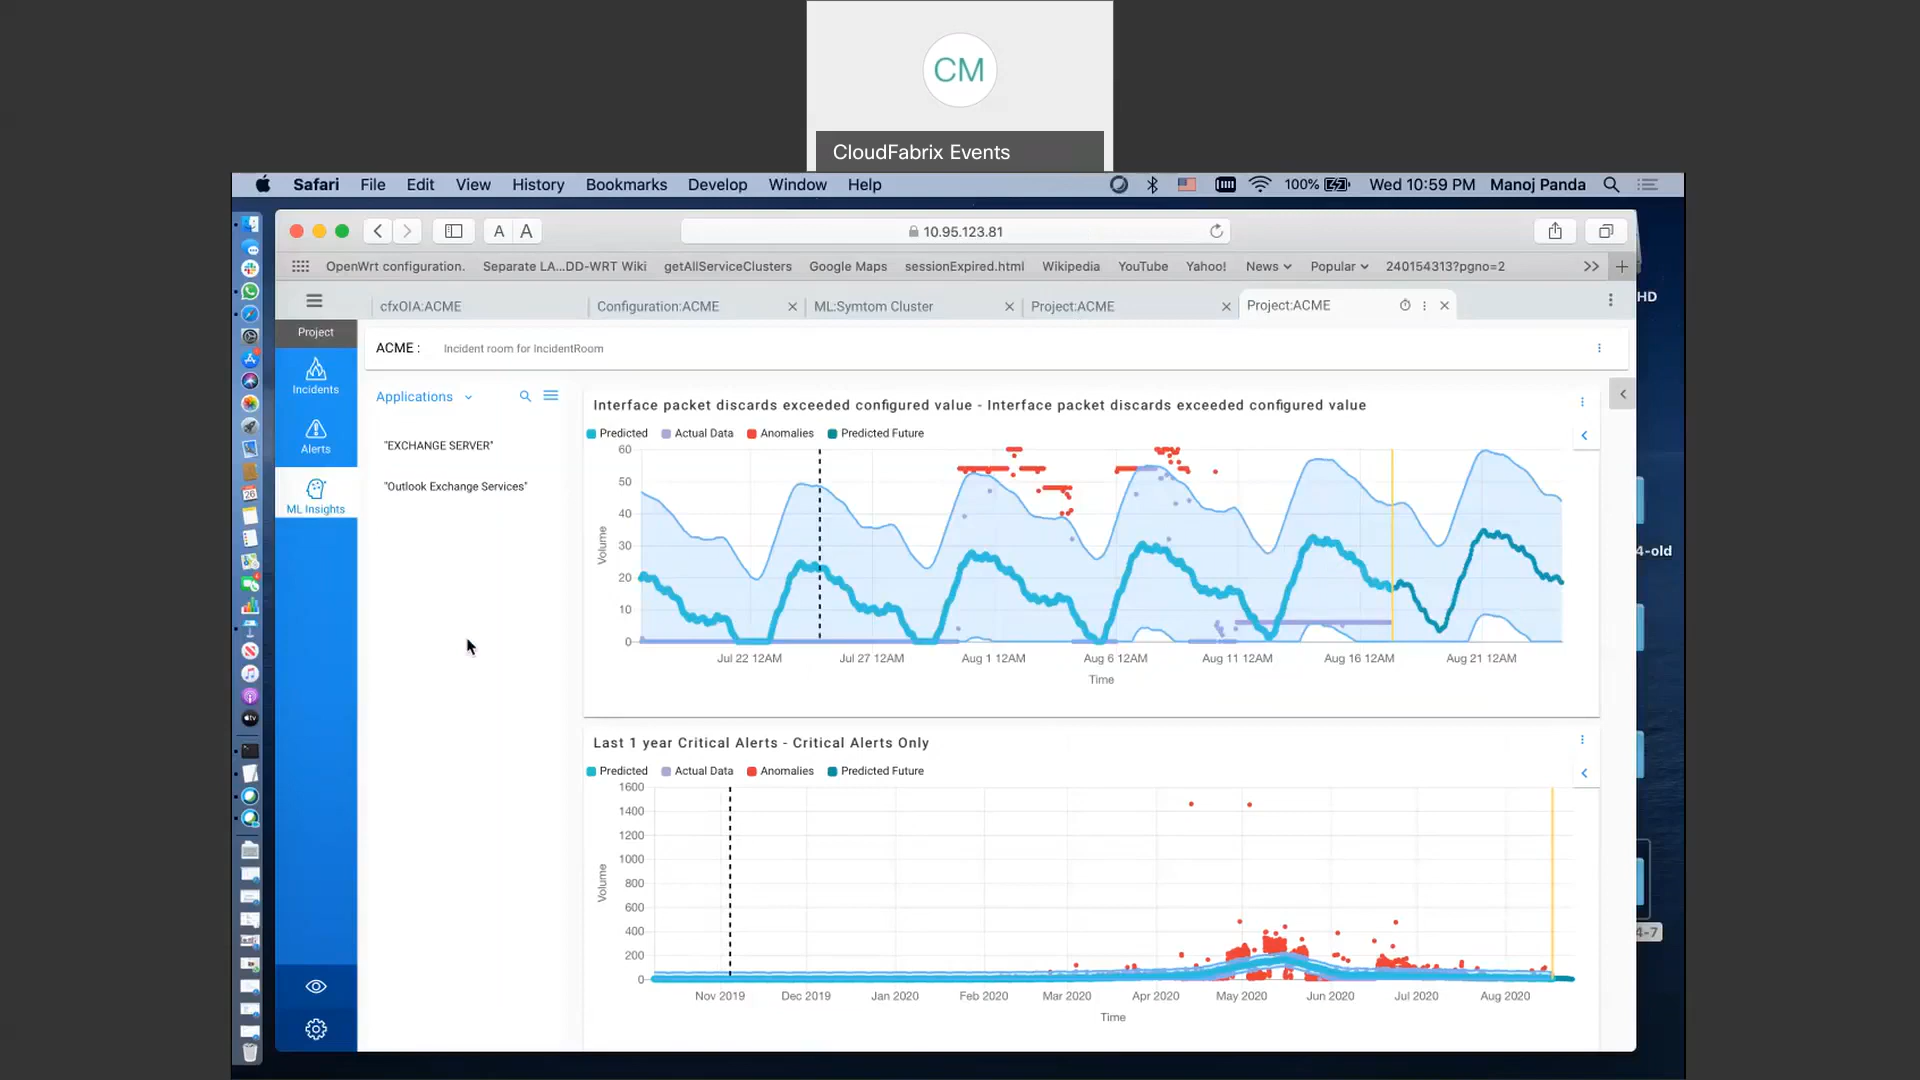 CM
CloudFabrix Events
Safari File Edit View History Bookmarks Develop Window Help 100% Wed 10:59 PM Manoj Panda
A A 10.95.123.81
OpenWrt configuration. Separate LA...DD-WRT Wiki getAllServiceClusters Google Maps sessionExpired.html Wikipedia YouTube Yahoo! News Popular 240154313?pgno=2
HD
cfxOIA:ACME Configuration:ACME ML:Symtom Cluster Project:ACME Project:ACME
Project
ACME : Incident room for IncidentRoom
Incidents
Alerts
ML Insights
Applications
"EXCHANGE SERVER"
"Outlook Exchange Services"
Interface packet discards exceeded configured value - Interface packet discards exceeded configured value
Predicted Actual Data Anomalies Predicted Future
60
50
40
30
20
10
0
Volume
Jul 22 12AM Jul 27 12AM Aug 1 12AM Aug 6 12AM Aug 11 12AM Aug 16 12AM Aug 21 12AM
Time
4-old
Last 1 year Critical Alerts - Critical Alerts Only
Predicted Actual Data Anomalies Predicted Future
1600
1400
1200
1000
800
600
400
200
0
Volume
Nov 2019 Dec 2019 Jan 2020 Feb 2020 Mar 2020 Apr 2020 May 2020 Jun 2020 Jul 2020 Aug 2020
Time
4-7